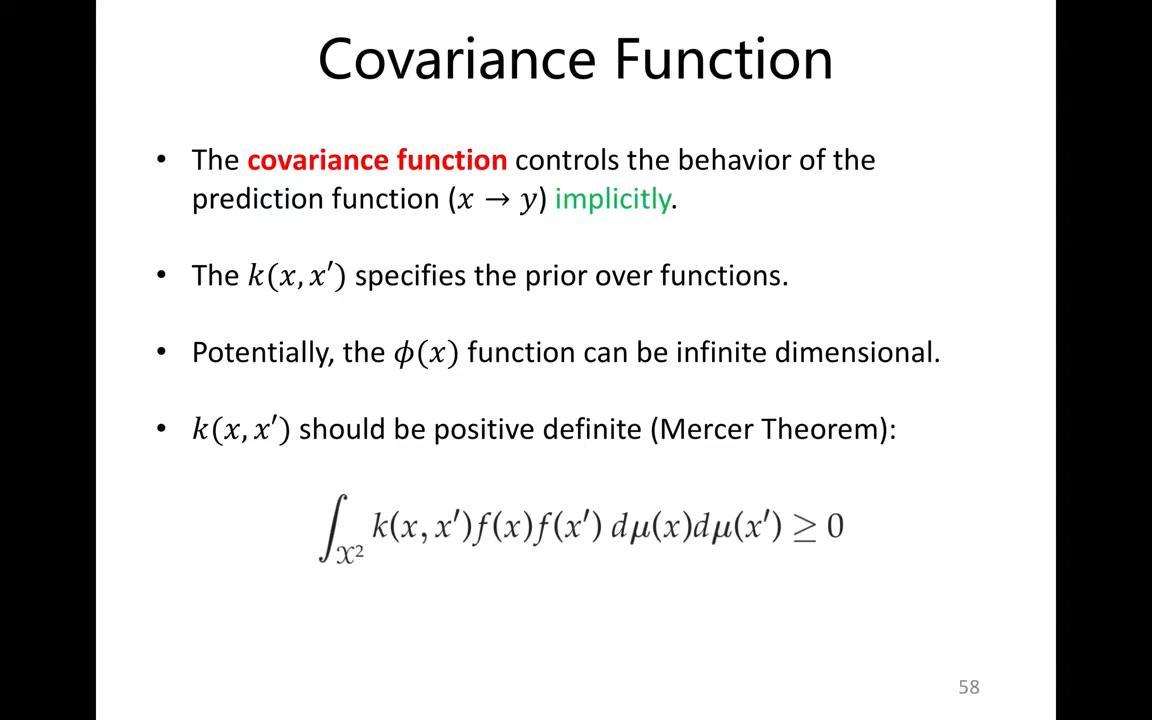 Covariance Function
• The covariance function controls the behavior of the
prediction function (𝑥 → 𝑦) implicitly.
• The 𝑘(𝑥, 𝑥′) specifies the prior over functions.
• Potentially, the 𝜙(𝑥) function can be infinite dimensional.
• 𝑘(𝑥, 𝑥′) should be positive definite (Mercer Theorem):
∫_{𝒳²} k(x, x′)f(x)f(x′) dμ(x)dμ(x′) ≥ 0
58